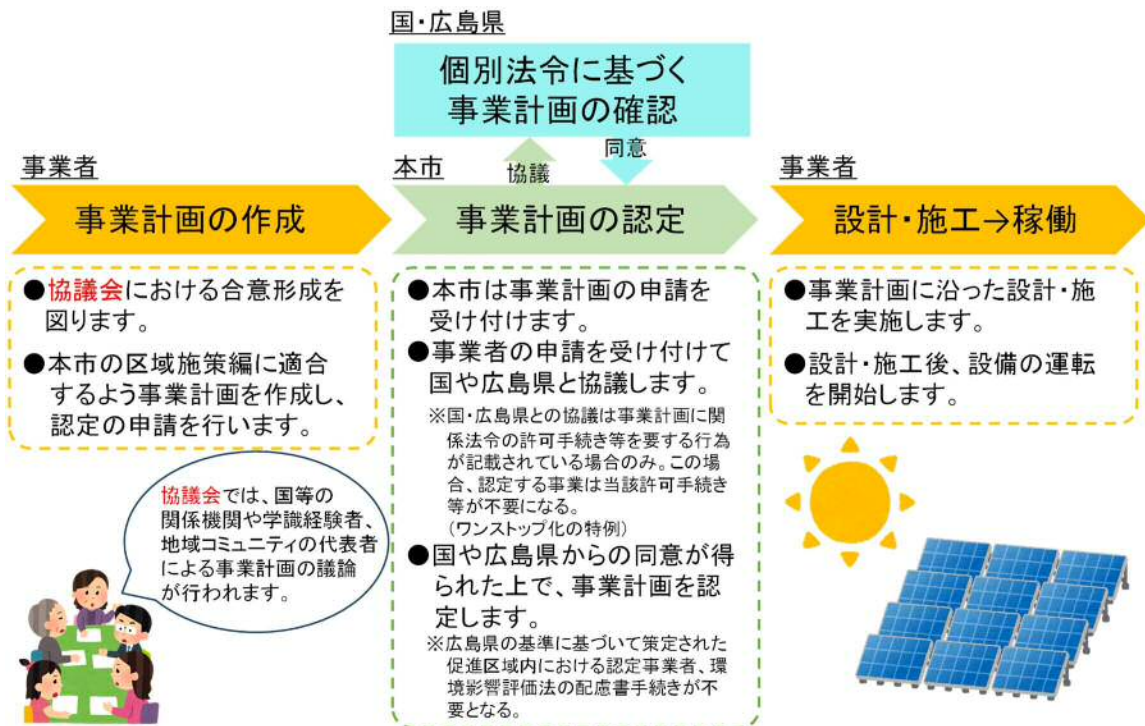 国・広島県
個別法令に基づく
事業計画の確認
協議
同意
事業者
事業計画の作成
●協議会における合意形成を
図ります。
●本市の区域施策編に適合
するよう事業計画を作成し、
認定の申請を行います。
協議会では、国等の
関係機関や学識経験者、
地域コミュニティの代表者
による事業計画の議論
が行われます。
本市
事業計画の認定
●本市は事業計画の申請を
受け付けます。
●事業者の申請を受け付けて
国や広島県と協議します。
※国・広島県との協議は事業計画に関
係法令の許可手続き等を要する行為
が記載されている場合のみ。この場
合、認定する事業は当該許可手続き
等が不要になる。
(ワンストップ化の特例)
●国や広島県からの同意が得
られた上で、事業計画を認
定します。
※広島県の基準に基づいて策定された
促進区域内における認定事業者、環
境影響評価法の配慮書手続きが不
要となる。
事業者
設計・施工→稼働
●事業計画に沿った設計・施
工を実施します。
●設計・施工後、設備の運転
を開始します。